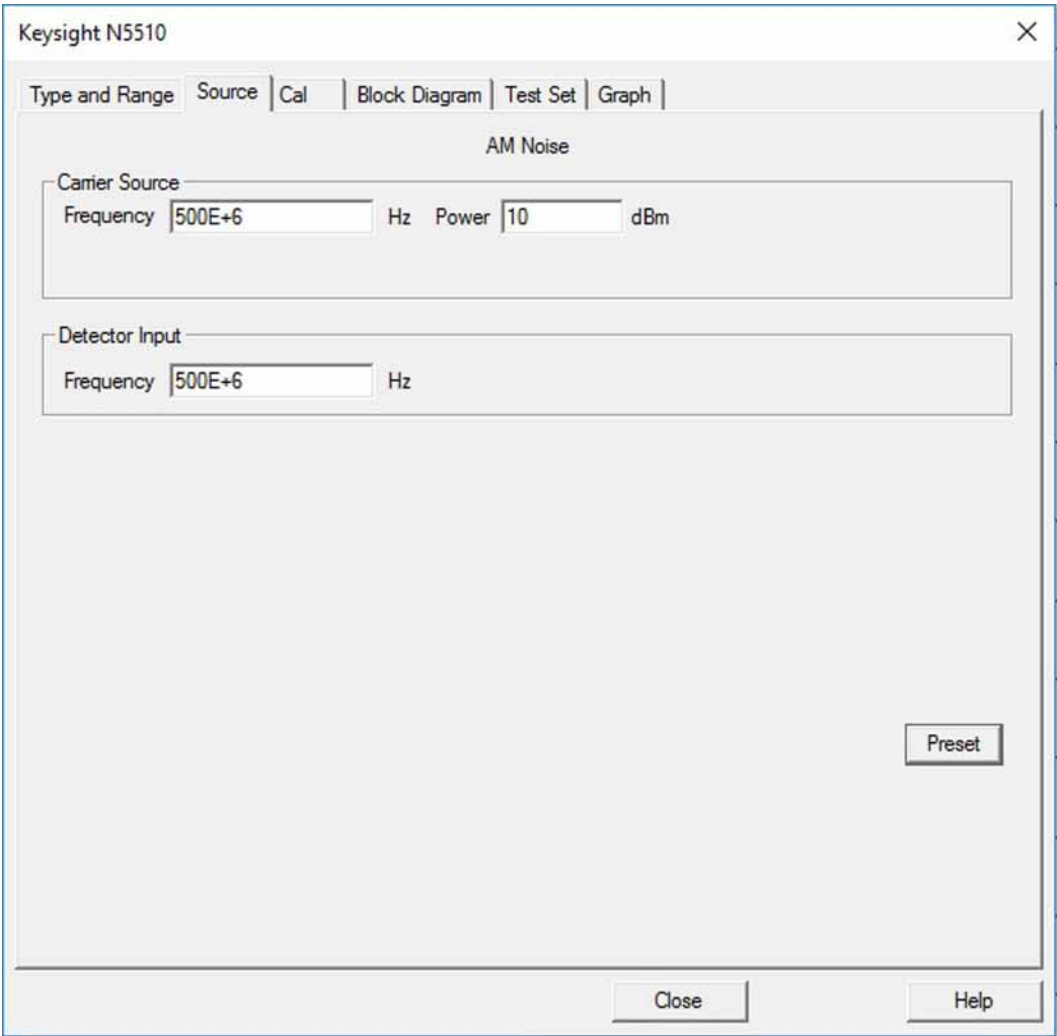 Keysight N5510
Type and Range Source Cal Block Diagram Test Set Graph
AM Noise
Carrier Source
Frequency 500E+6 Hz Power 10 dBm
Detector Input
Frequency 500E+6 Hz
Preset
Close Help